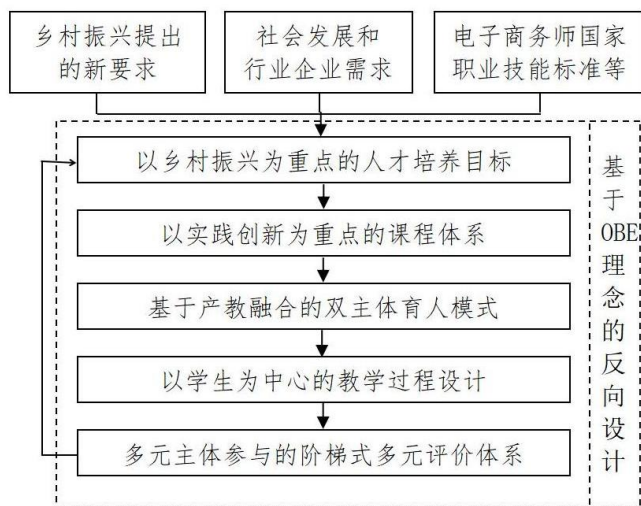 乡村振兴提出
的新要求
社会发展和
行业企业需求
电子商务师国家
职业技能标准等
以乡村振兴为重点的人才培养目标
以实践创新为重点的课程体系
基于产教融合的双主体育人模式
以学生为中心的教学过程设计
多元主体参与的阶梯式多元评价体系
基于OBE理念的反向设计